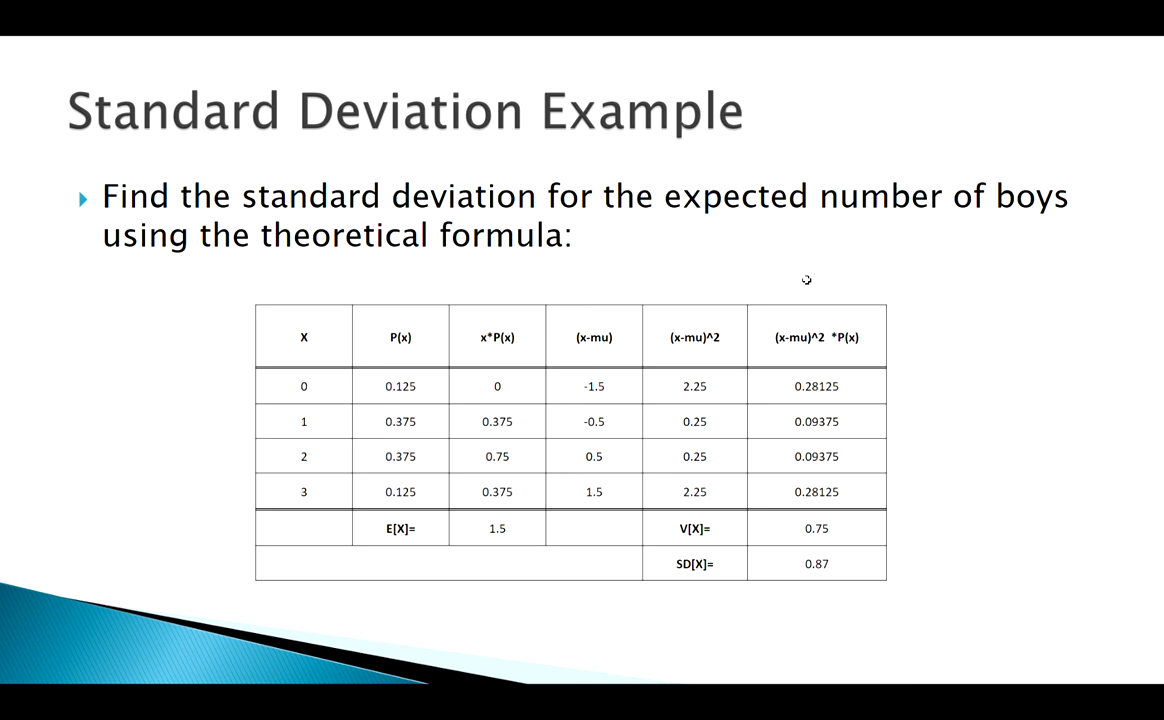 Standard Deviation Example
Find the standard deviation for the expected number of boys
using the theoretical formula:
X P(x) x*P(x) (x-mu) (x-mu)^2 (x-mu)^2 *P(x)
0 0.125 0 -1.5 2.25 0.28125
1 0.375 0.375 -0.5 0.25 0.09375
2 0.375 0.75 0.5 0.25 0.09375
3 0.125 0.375 1.5 2.25 0.28125
E[X]= 1.5 V[X]= 0.75
SD[X]= 0.87